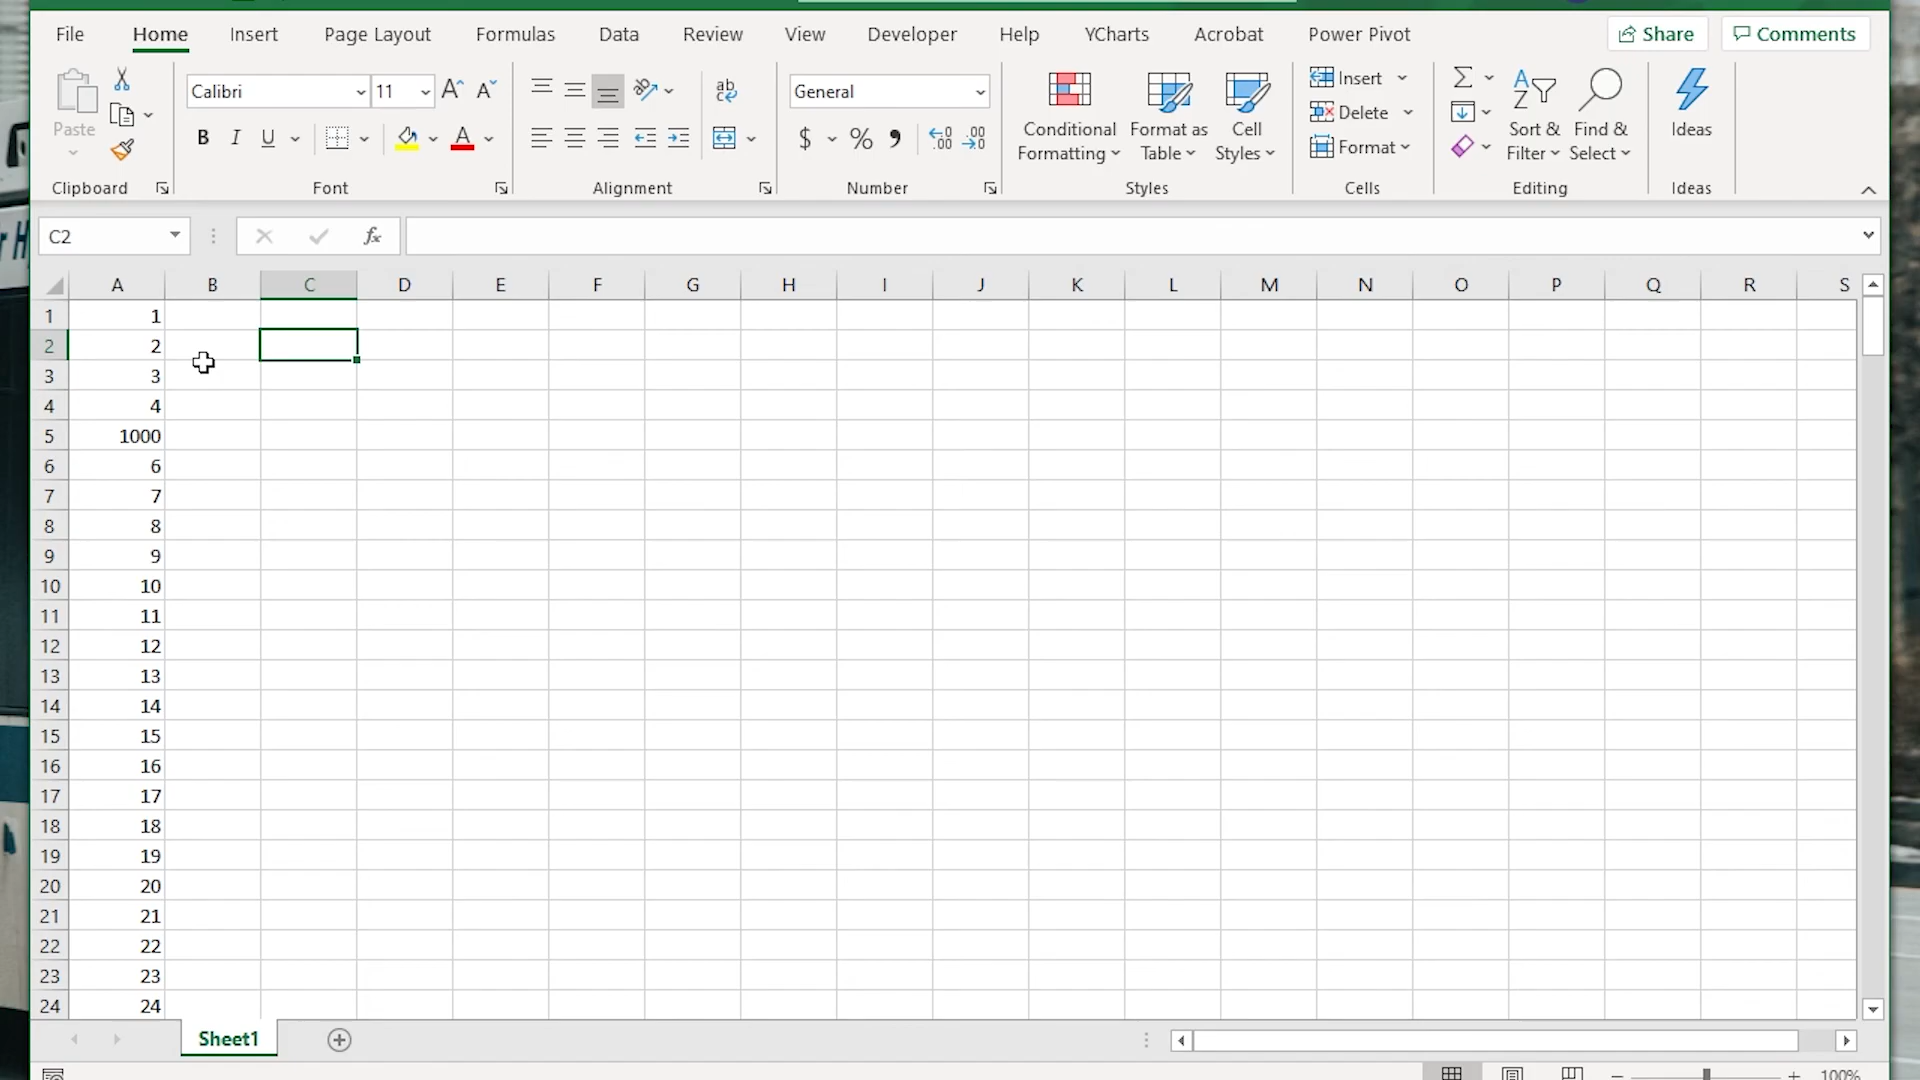 File Home Insert Page Layout Formulas Data Review View Developer Help YCharts Acrobat Power Pivot Share Comments
Paste
Clipboard
Calibri 11
B I U A
Font
ab
Alignment
General
$ % 9 .00
Number
Conditional Formatting
Format as Table
Cell Styles
Styles
Insert
Delete
Format
Cells
Sort & Filter
Find & Select
Editing
Ideas
Ideas
C2 fx
A B C D E F G H I J K L M N O P Q R S
1 1
2 2
3 3
4 4
5 1000
6 6
7 7
8 8
9 9
10 10
11 11
12 12
13 13
14 14
15 15
16 16
17 17
18 18
19 19
20 20
21 21
22 22
23 23
24 24
Sheet1
100%